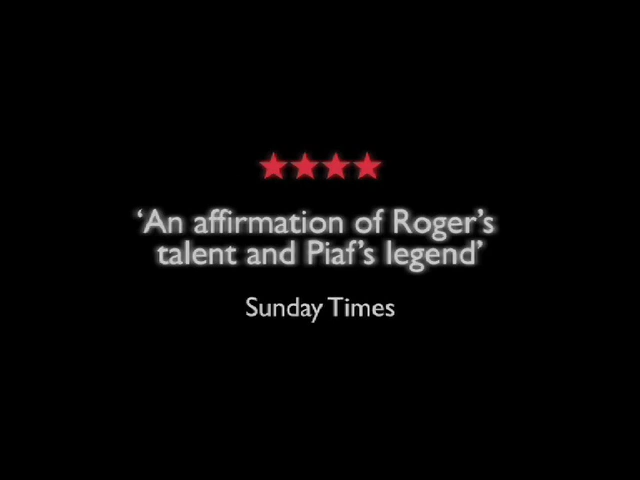 ‘An affirmation of Roger’s
talent and Piaf’s legend’
Sunday Times